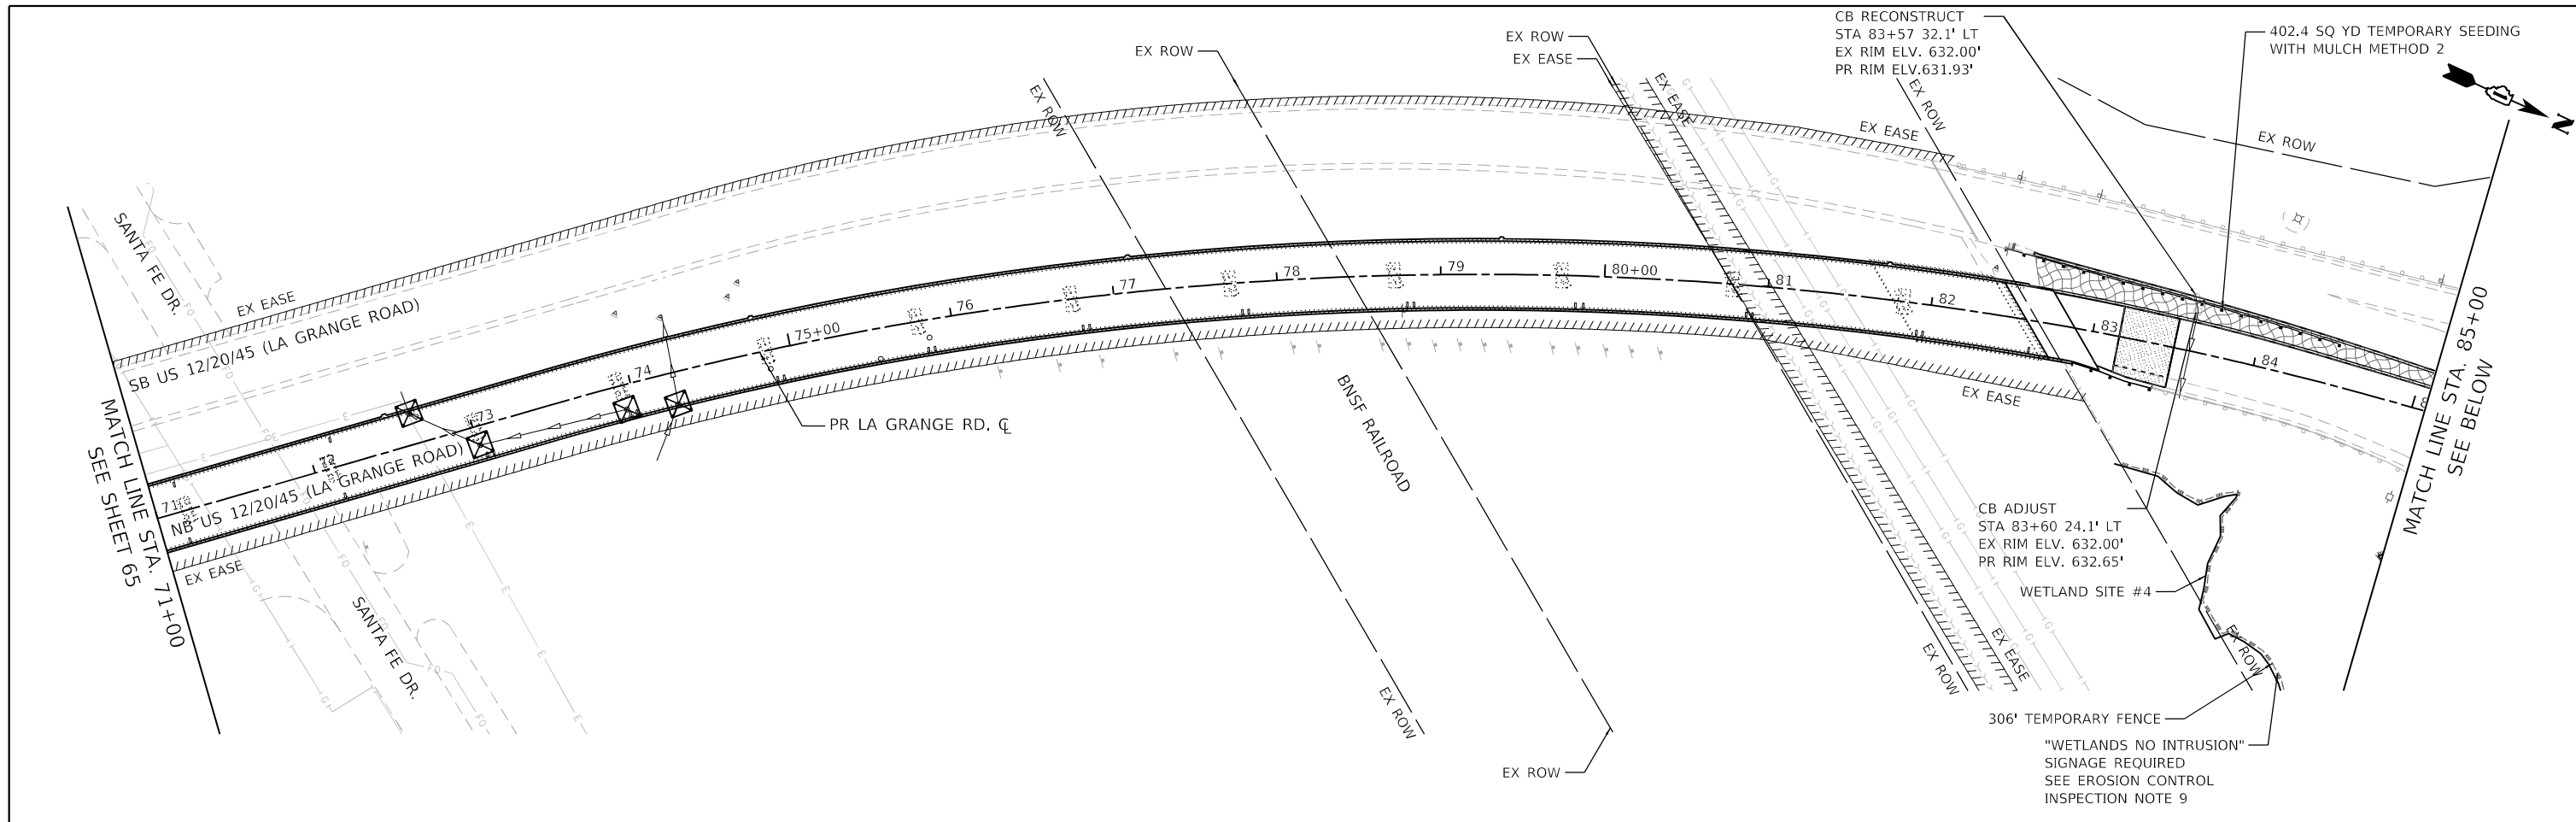 CB RECONSTRUCT
STA 83+57 32.1' LT
EX RIM ELV. 632.00'
PR RIM ELV.631.93'
402.4 SQ YD TEMPORARY SEEDING
WITH MULCH METHOD 2
EX ROW
EX ROW
EX EASE
EX ROW
EX EASE
EX ROW
EX EASE
EX ROW
N
SANTA FE DR.
EX EASE
SB US 12/20/45 (LA GRANGE ROAD)
MATCH LINE STA. 71+00
SEE SHEET 65
71
NB US 12/20/45 (LA GRANGE ROAD)
EX EASE
73
74
75+00
76
77
78
79
80+00
81
82
83
84
PR LA GRANGE RD. ℄
BNSF RAILROAD
SANTA FE DR.
FO
FO
FO
FO
FO
FO
FO
E
E
E
E
E
G
G
G
G
G
G
EX EASE
MATCH LINE STA. 85+00
SEE BELOW
CB ADJUST
STA 83+60 24.1' LT
EX RIM ELV. 632.00'
PR RIM ELV. 632.65'
WETLAND SITE #4
EX ROW
EX EASE
EX ROW
EX ROW
EX ROW
306' TEMPORARY FENCE
"WETLANDS NO INTRUSION"
SIGNAGE REQUIRED
SEE EROSION CONTROL
INSPECTION NOTE 9